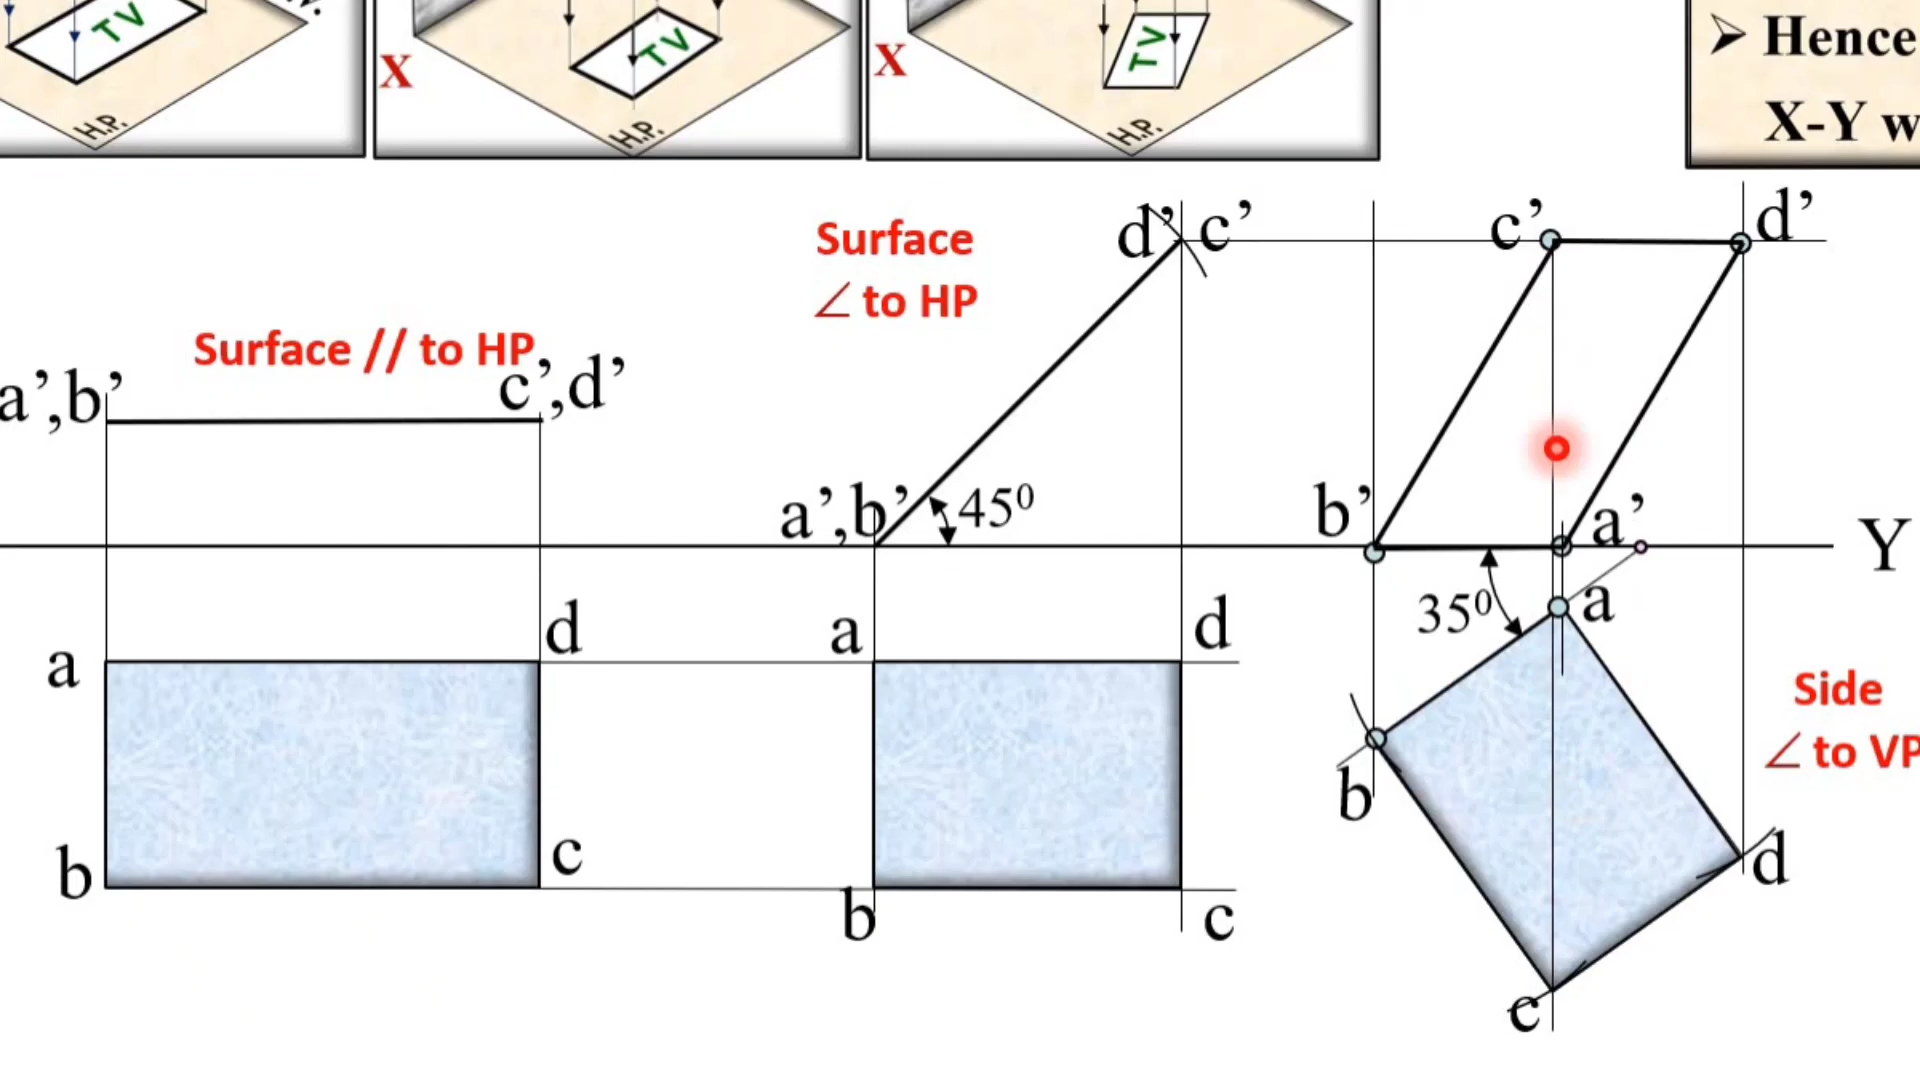 TV
H.P.
X
TV
H.P.
X
TV
H.P.
➢ Hence
X-Y w
Surface
∠ to HP
d’ c’
c’
d’
Surface // to HP
a’,b’
c’,d’
a’,b’
45⁰
b’
a’
Y
35⁰
a
d
a
d
a
Side
∠ to VP
b
b
c
d
b
c
c